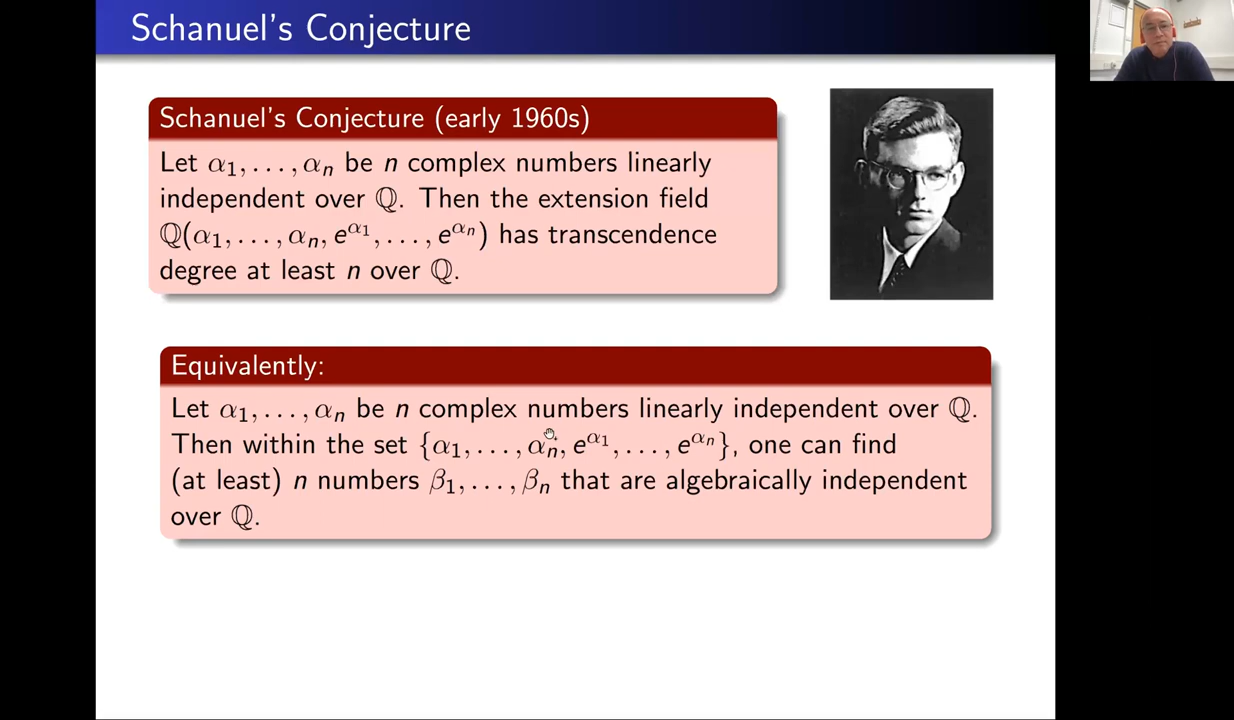 Schanuel's Conjecture
Schanuel's Conjecture (early 1960s)
Let α₁, . . . , αₙ be n complex numbers linearly
independent over ℚ. Then the extension field
ℚ(α₁, . . . , αₙ, e^α₁, . . . , e^αₙ) has transcendence
degree at least n over ℚ.
Equivalently:
Let α₁, . . . , αₙ be n complex numbers linearly independent over ℚ.
Then within the set {α₁, . . . , αₙ, e^α₁, . . . , e^αₙ}, one can find
(at least) n numbers β₁, . . . , βₙ that are algebraically independent
over ℚ.